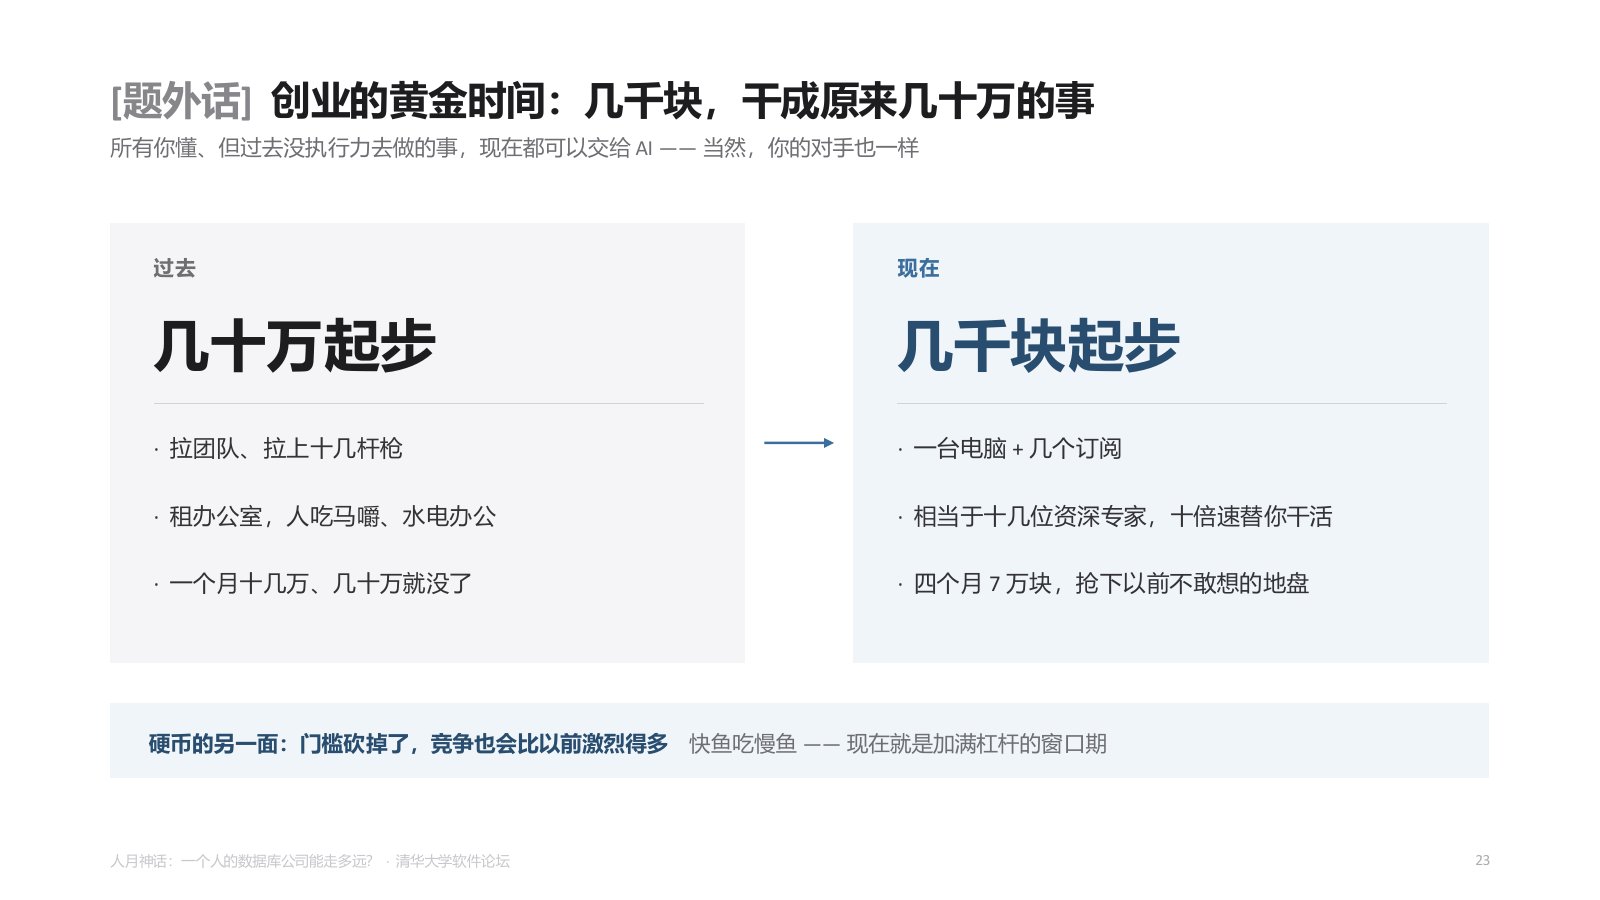 [题外话] 创业的黄金时间：几千块，干成原来几十万的事
所有你懂、但过去没执行力去做的事，现在都可以交给 AI —— 当然，你的对手也一样
过去
几十万起步
· 拉团队、拉上十几杆枪
· 租办公室，人吃马嚼、水电办公
· 一个月十几万、几十万就没了
现在
几千块起步
· 一台电脑 + 几个订阅
· 相当于十几位资深专家，十倍速替你干活
· 四个月 7 万块，抢下以前不敢想的地盘
硬币的另一面：门槛砍掉了，竞争也会比以前激烈得多 快鱼吃慢鱼 —— 现在就是加满杠杆的窗口期
人月神话：一个人的数据库公司能走多远？ · 清华大学软件论坛
23